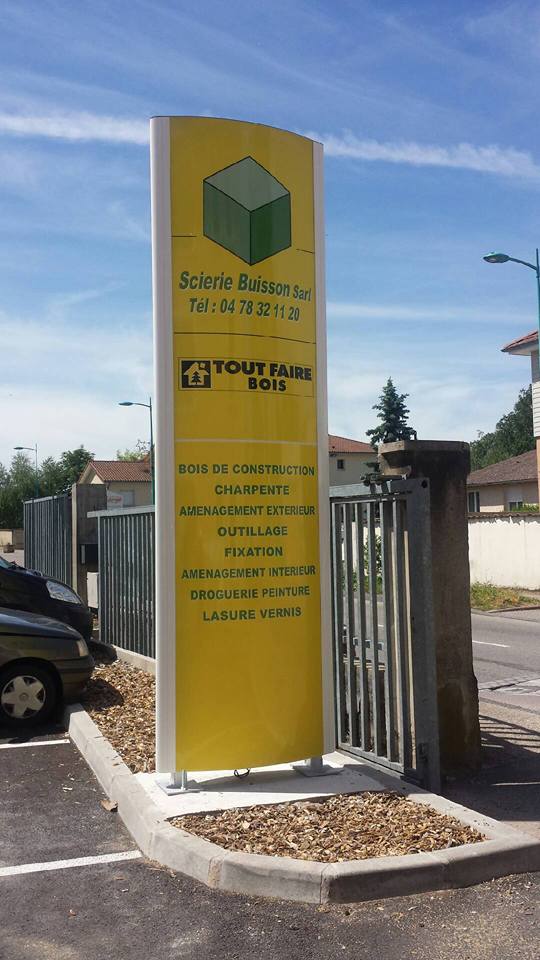 Scierie Buisson Sarl
Tél : 04 78 32 11 20
TOUT FAIRE
BOIS
BOIS DE CONSTRUCTION
CHARPENTE
AMENAGEMENT EXTERIEUR
OUTILLAGE
FIXATION
AMENAGEMENT INTERIEUR
DROGUERIE PEINTURE
LASURE VERNIS